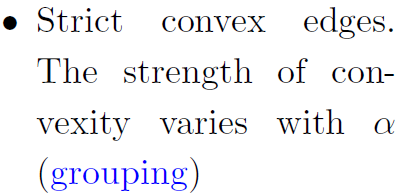 • Strict convex edges.
The strength of con-
vexity varies with α
(grouping)